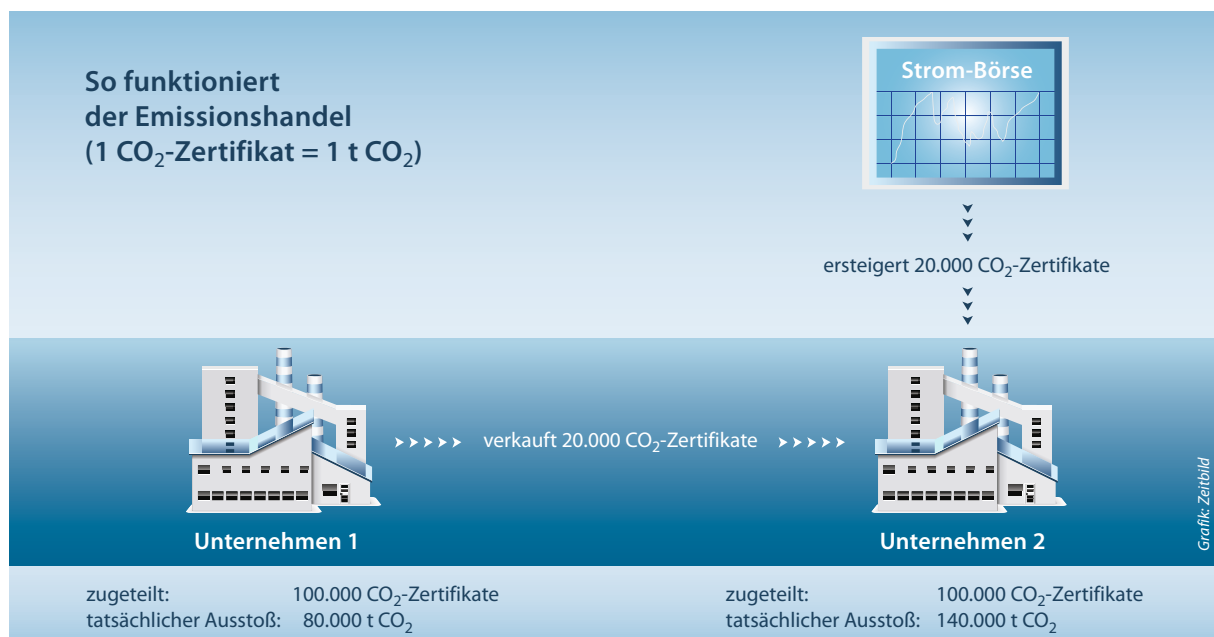 So funktioniert
der Emissionshandel
(1 CO₂-Zertifikat = 1 t CO₂)
Strom-Börse
ersteigert 20.000 CO₂-Zertifikate
verkauft 20.000 CO₂-Zertifikate
Unternehmen 1
Unternehmen 2
Grafik: Zeitbild
zugeteilt: 100.000 CO₂-Zertifikate
tatsächlicher Ausstoß: 80.000 t CO₂
zugeteilt: 100.000 CO₂-Zertifikate
tatsächlicher Ausstoß: 140.000 t CO₂